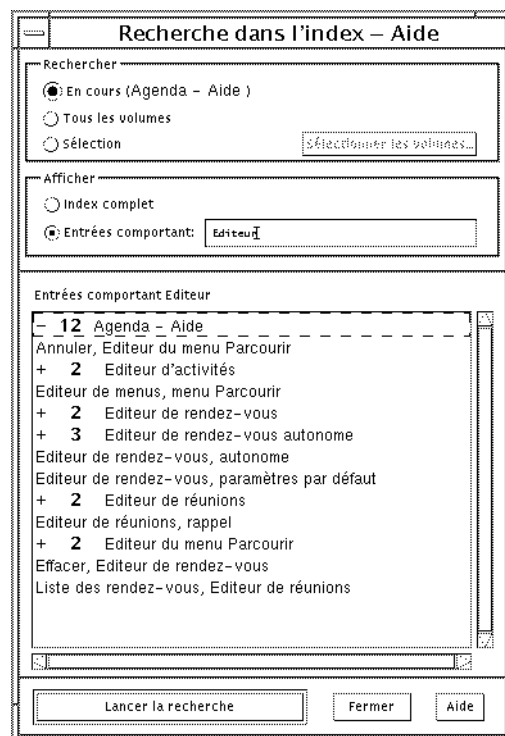 Recherche dans l'index – Aide
Rechercher
En cours (Agenda – Aide )
Tous les volumes
Sélection
Sélectionner les volumes...
Afficher
Index complet
Entrées comportant: Editeur
Entrées comportant Editeur
– 12 Agenda – Aide
Annuler, Editeur du menu Parcourir
+ 2 Editeur d'activités
Editeur de menus, menu Parcourir
+ 2 Editeur de rendez–vous
+ 3 Editeur de rendez–vous autonome
Editeur de rendez–vous, autonome
Editeur de rendez–vous, paramètres par défaut
+ 2 Editeur de réunions
Editeur de réunions, rappel
+ 2 Editeur du menu Parcourir
Effacer, Editeur de rendez–vous
Liste des rendez–vous, Editeur de réunions
Lancer la recherche
Fermer
Aide